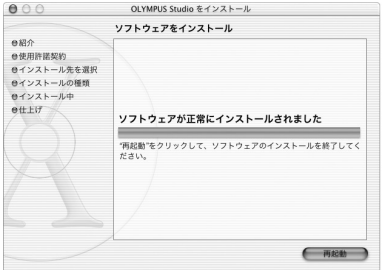 OLYMPUS Studio をインストール
ソフトウェアをインストール
紹介
使用許諾契約
インストール先を選択
インストールの種類
インストール中
仕上げ
ソフトウェアが正常にインストールされました
“再起動”をクリックして、ソフトウェアのインストールを終了してく
ださい。
再起動